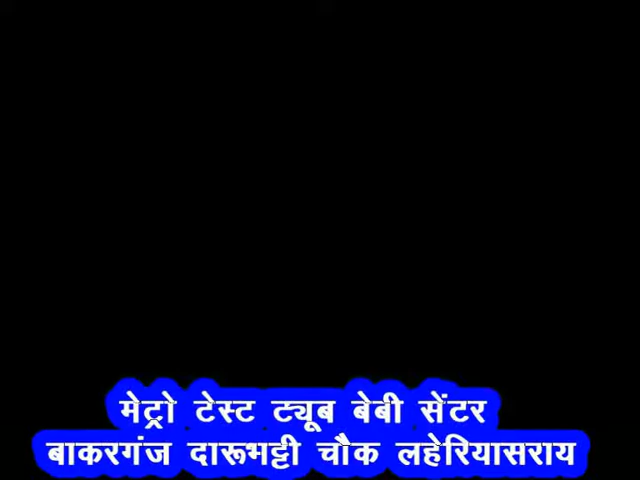 मेट्रो टेस्ट ट्यूब बेबी सेंटर
बाकरगंज दारूभट्टी चौक लहेरियासराय